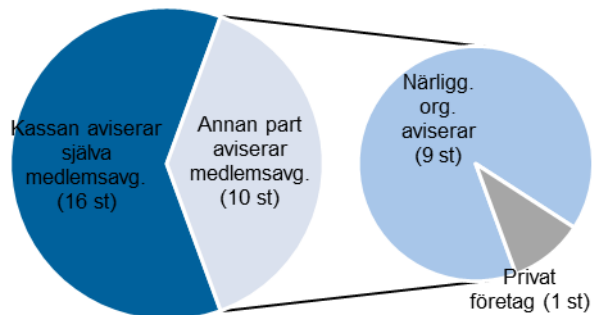 Kassan aviserar
själva
medlemsavg.
(16 st)
Annan part
aviserar
medlemsavg.
(10 st)
Närligg.
org.
aviserar
(9 st)
Privat
företag (1 st)